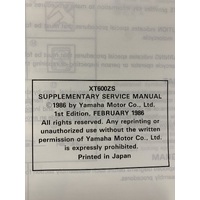 XT600ZS
SUPPLEMENTARY SERVICE MANUAL
©1986 by Yamaha Motor Co., Ltd.
1st Edition, FEBRUARY 1986
All rights reserved. Any reprinting or
unauthorized use without the written
permission of Yamaha Motor Co., Ltd.
is expressly prohibited.
Printed in Japan